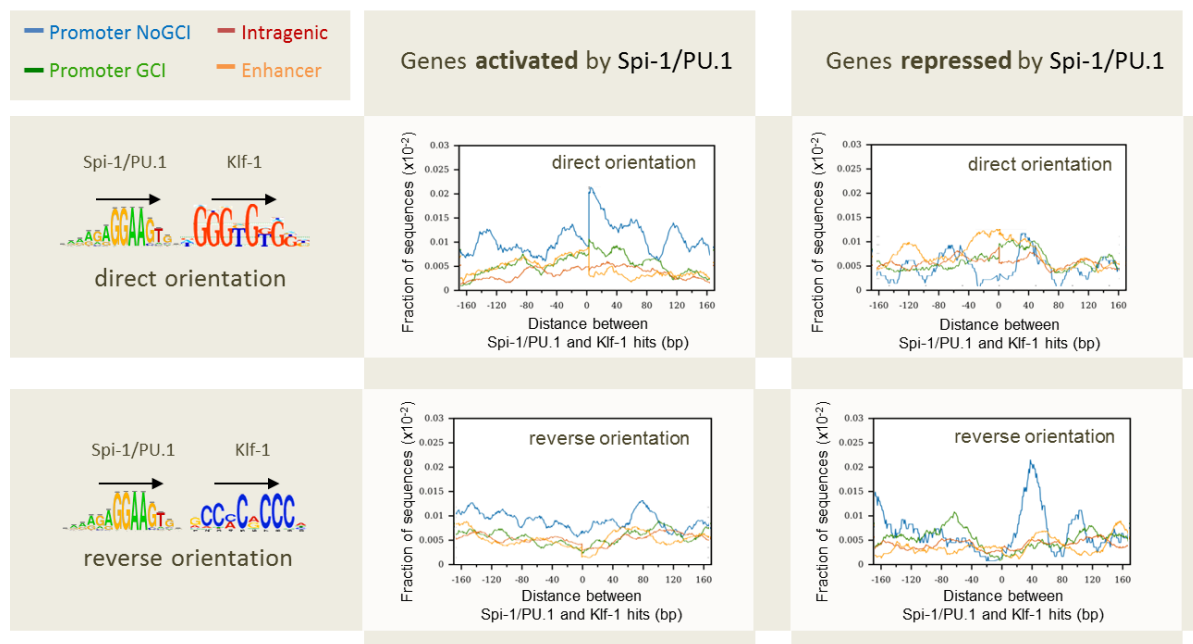 Promoter NoGCI
Intragenic
Promoter GCI
Enhancer
Genes activated by Spi-1/PU.1
Genes repressed by Spi-1/PU.1
Spi-1/PU.1
Klf-1
direct orientation
Fraction of sequences (x10-2)
0.03
0.025
0.02
0.015
0.01
0.005
0
direct orientation
-160 -120 -80 -40 0 40 80 120 160
Distance between
Spi-1/PU.1 and Klf-1 hits (bp)
Fraction of sequences (x10-2)
0.03
0.025
0.02
0.015
0.01
0.005
0
direct orientation
-160 -120 -80 -40 0 40 80 120 160
Distance between
Spi-1/PU.1 and Klf-1 hits (bp)
Spi-1/PU.1
Klf-1
reverse orientation
Fraction of sequences (x10-2)
0.03
0.025
0.02
0.015
0.01
0.005
0
reverse orientation
-160 -120 -80 -40 0 40 80 120 160
Distance between
Spi-1/PU.1 and Klf-1 hits (bp)
Fraction of sequences (x10-2)
0.03
0.025
0.02
0.015
0.01
0.005
0
reverse orientation
-160 -120 -80 -40 0 40 80 120 160
Distance between
Spi-1/PU.1 and Klf-1 hits (bp)